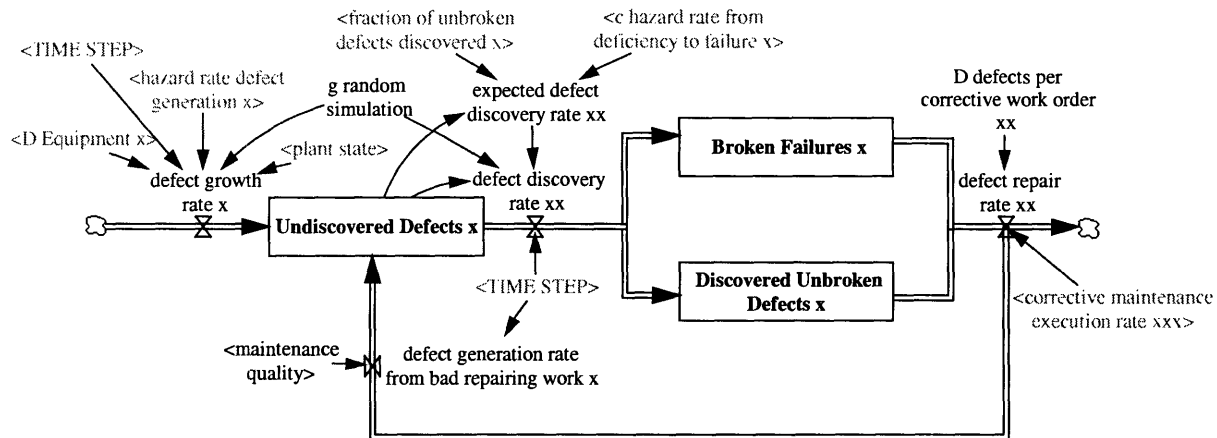 <TIME STEP>
<hazard rate defect
generation x>
<D Equipment x>
defect growth
rate x
g random
simulation
<plant state>
<fraction of unbroken
defects discovered x>
<c hazard rate from
deficiency to failure x>
expected defect
discovery rate xx
defect discovery
rate xx
Undiscovered Defects x
<TIME STEP>
Broken Failures x
Discovered Unbroken
Defects x
D defects per
corrective work order
xx
defect repair
rate xx
<corrective maintenance
execution rate xxx>
<maintenance
quality>
defect generation rate
from bad repairing work x